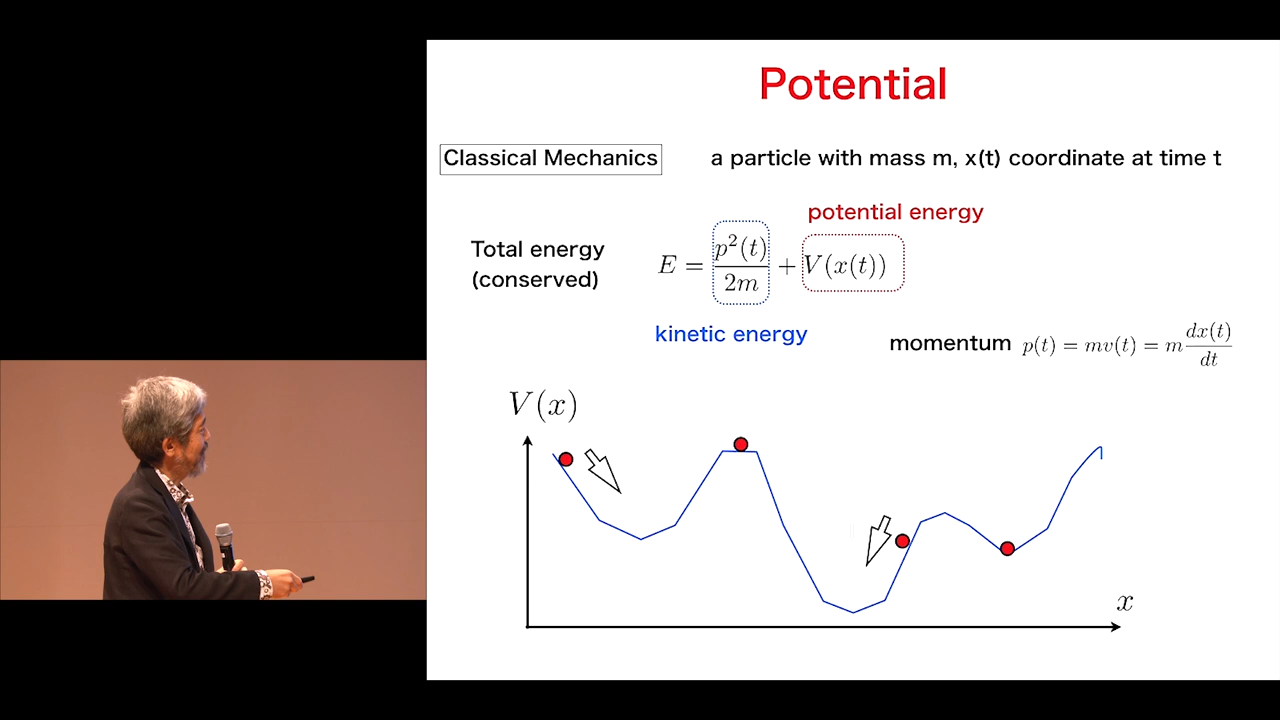 Potential
Classical Mechanics
a particle with mass m, x(t) coordinate at time t
potential energy
Total energy
(conserved)
E = p²(t)/2m + V(x(t))
kinetic energy
momentum p(t) = mv(t) = m dx(t)/dt
V(x)
x